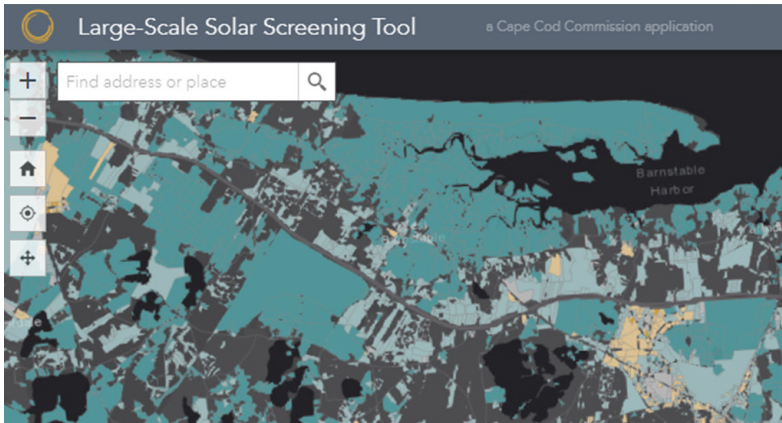 Large-Scale Solar Screening Tool
a Cape Cod Commission application
Find address or place
Barnstable
Harbor